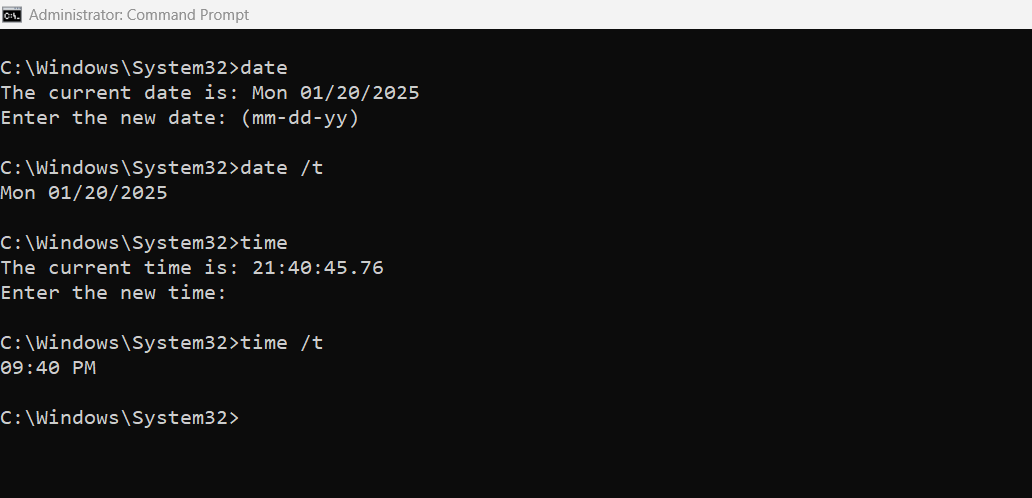 Administrator: Command Prompt
C:\Windows\System32>date
The current date is: Mon 01/20/2025
Enter the new date: (mm-dd-yy)
C:\Windows\System32>date /t
Mon 01/20/2025
C:\Windows\System32>time
The current time is: 21:40:45.76
Enter the new time:
C:\Windows\System32>time /t
09:40 PM
C:\Windows\System32>